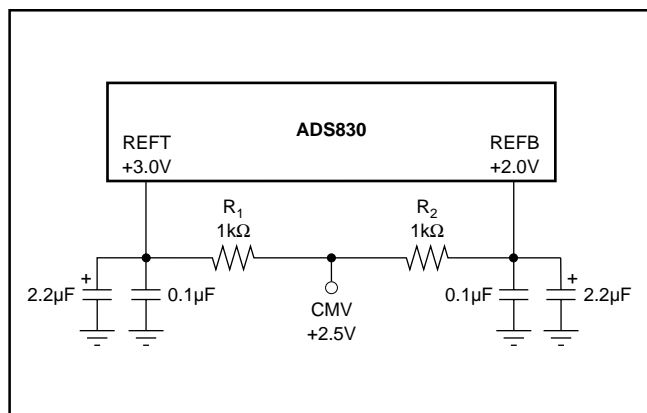 ADS830
REFT
+3.0V
REFB
+2.0V
R1
1kΩ
R2
1kΩ
+
2.2µF
0.1µF
CMV
+2.5V
0.1µF
+
2.2µF